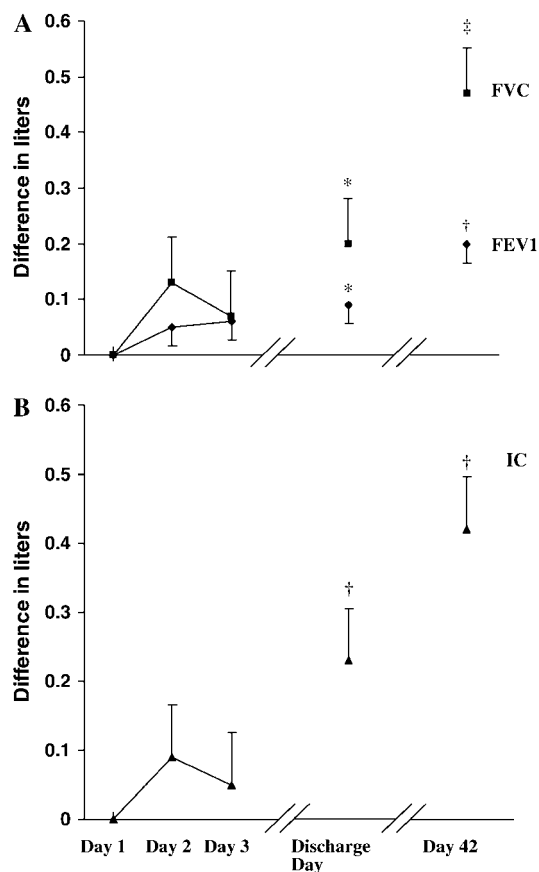 A
0.6
0.5
0.4
0.3
0.2
0.1
0
Difference in liters
‡
FVC
†
FEV1
*
*
B
0.6
0.5
0.4
0.3
0.2
0.1
0
Difference in liters
†
IC
†
Day 1 Day 2 Day 3 Discharge Day 42
Day